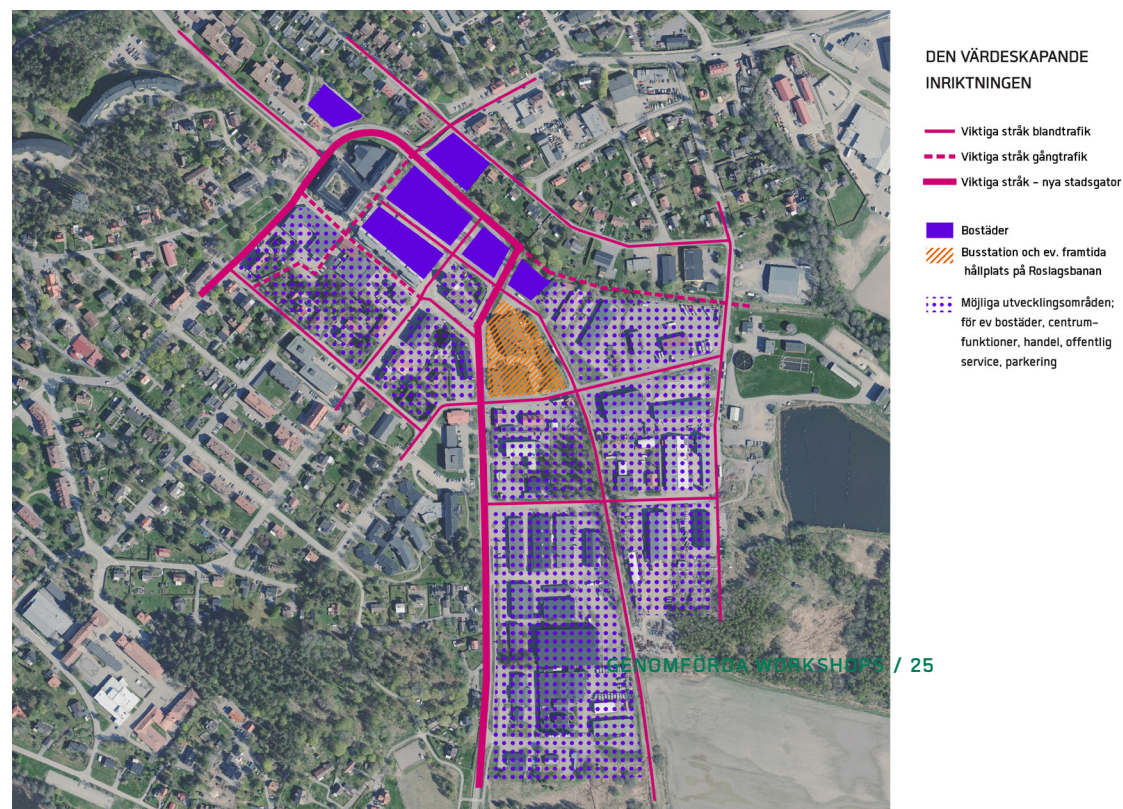 DEN VÄRDESKAPANDE
INRIKTNINGEN
Viktiga stråk blandtrafik
Viktiga stråk gångtrafik
Viktiga stråk – nya stadsgator
Bostäder
Busstation och ev. framtida
hållplats på Roslagsbanan
Möjliga utvecklingsområden;
för ev bostäder, centrum–
funktioner, handel, offentlig
service, parkering
GENOMFÖRDA WORKSHOPS / 25